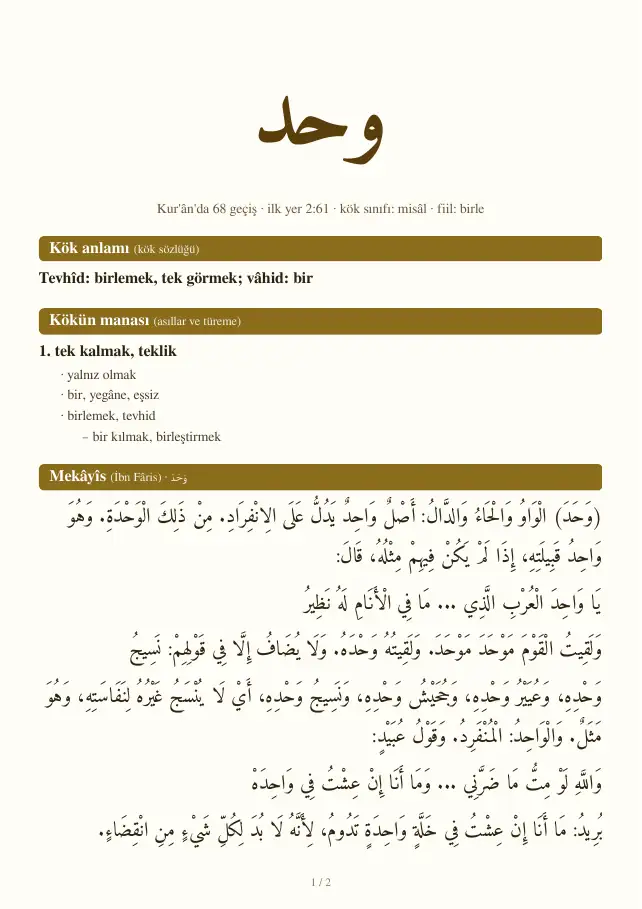 وحد
Kur'ân'da 68 geçiş · ilk yer 2:61 · kök sınıfı: misâl · fiil: birle
Kök anlamı (kök sözlüğü)
Tevhîd: birlemek, tek görmek; vâhid: bir
Kökün manası (asıllar ve türeme)
1. tek kalmak, teklik
· yalnız olmak
· bir, yegâne, eşsiz
· birlemek, tevhid
– bir kılmak, birleştirmek
Mekâyîs (İbn Fâris) · وَحَدَ
(وَحَدَ) الْوَاوُ وَالْحَاءُ وَالدَّالُ: أَصْلٌ وَاحِدٌ يَدُلُّ عَلَى الِانْفِرَادِ. مِنْ ذَلِكَ الْوَحْدَةِ. وَهُوَ
وَاحِدُ قَبِيلَتِهِ، إِذَا لَمْ يَكُنْ فِيهِمْ مِثْلُهُ، قَالَ:
يَا وَاحِدَ الْعُرْبِ الَّذِي ... مَا فِي الْأَنَامِ لَهُ نَظِيرُ
وَلَقِيتُ الْقَوْمَ مَوْحَدَ مَوْحَدَ. وَلَقِيتُهُ وَحْدَهُ. وَلَا يُضَافُ إِلَّا فِي قَوْلِهِمْ: نَسِيجُ
وَحْدِهِ، وَعُيَيْرُ وَحْدِهِ، وَجُحَيْشُ وَحْدِهِ، وَنَسِيجُ وَحْدِهِ، أَيْ لَا يُنْسَجُ غَيْرُهُ لِنَفَاسَتِهِ، وَهُوَ
مَثَلٌ. وَالْوَاحِدُ: الْمُنْفَرِدُ. وَقَوْلُ عُبَيْدٍ:
وَاللَّهِ لَوْ مِتُّ مَا ضَرَّنِي ... وَمَا أَنَا إِنْ عِشْتُ فِي وَاحِدَهْ
يُرِيدُ: مَا أَنَا إِنْ عِشْتُ فِي خَلَّةٍ وَاحِدَةٍ تَدُومُ، لِأَنَّهُ لَا بُدَ لِكُلِّ شَيْءٍ مِنِ انْقِضَاءٍ.
1 / 2